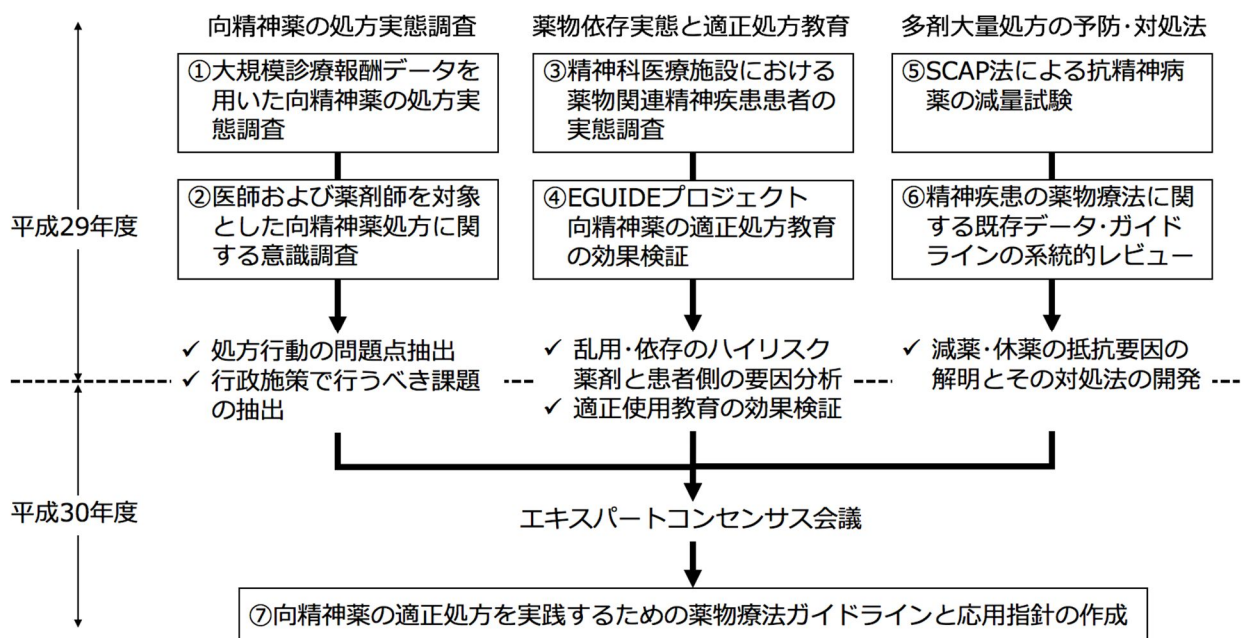 向精神薬の処方実態調査
①大規模診療報酬データを
用いた向精神薬の処方実
態調査
②医師および薬剤師を対象
とした向精神薬処方に関
する意識調査
✓ 処方行動の問題点抽出
✓ 行政施策で行うべき課題
の抽出
薬物依存実態と適正処方教育
③精神科医療施設における
薬物関連精神疾患患者の
実態調査
④EGUIDEプロジェクト
向精神薬の適正処方教育
の効果検証
✓ 乱用･依存のハイリスク
薬剤と患者側の要因分析
✓ 適正使用教育の効果検証
多剤大量処方の予防･対処法
⑤SCAP法による抗精神病
薬の減量試験
⑥精神疾患の薬物療法に関
する既存データ･ガイド
ラインの系統的レビュー
✓ 減薬･休薬の抵抗要因の
解明とその対処法の開発
平成29年度
平成30年度
エキスパートコンセンサス会議
⑦向精神薬の適正処方を実践するための薬物療法ガイドラインと応用指針の作成